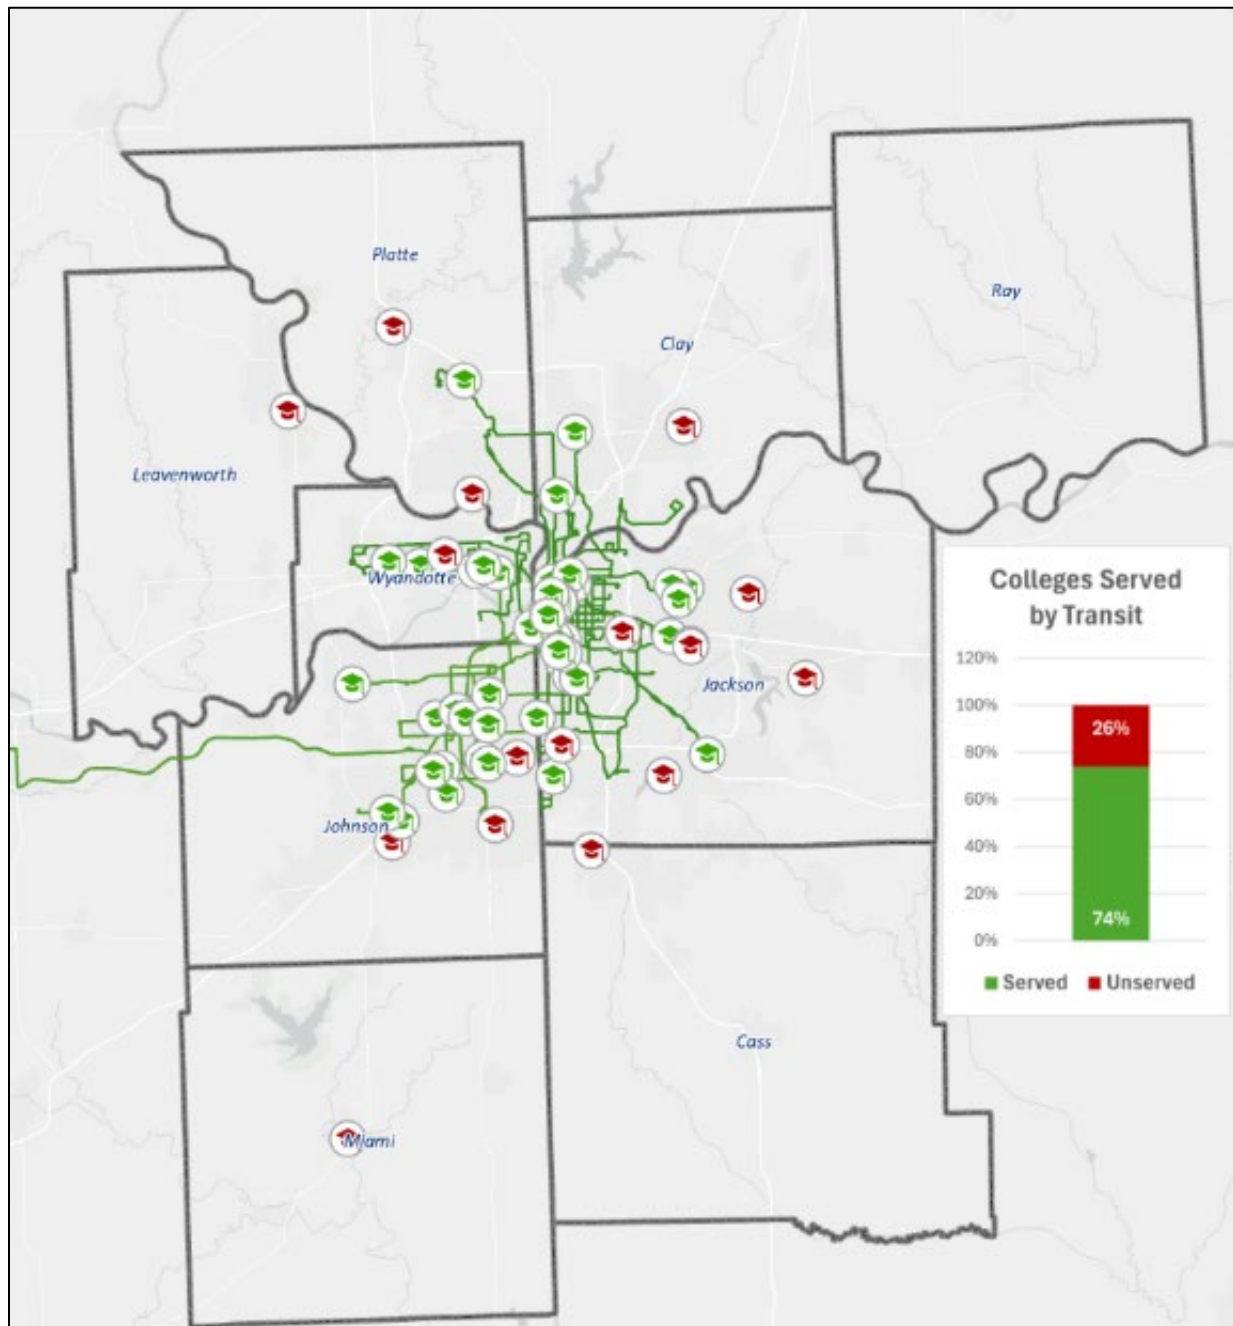 Platte
Ray
Clay
Leavenworth
Colleges Served
by Transit
Wyandotte
120%
Jackson
100%
26%
80%
60%
Johnson
40%
20%
74%
0%
Served Unserved
Cass
Miami